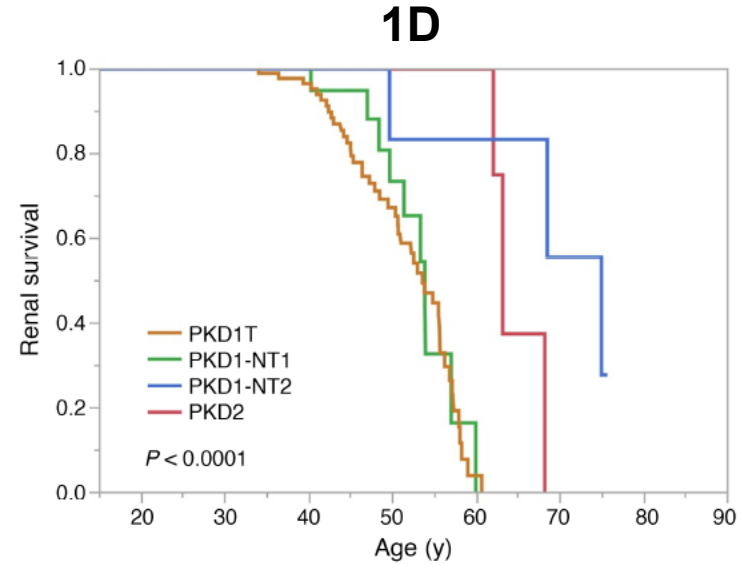 1D
1.0
0.8
0.6
0.4
0.2
0.0
Renal survival
PKD1T
PKD1-NT1
PKD1-NT2
PKD2
P < 0.0001
20 30 40 50 60 70 80 90
Age (y)